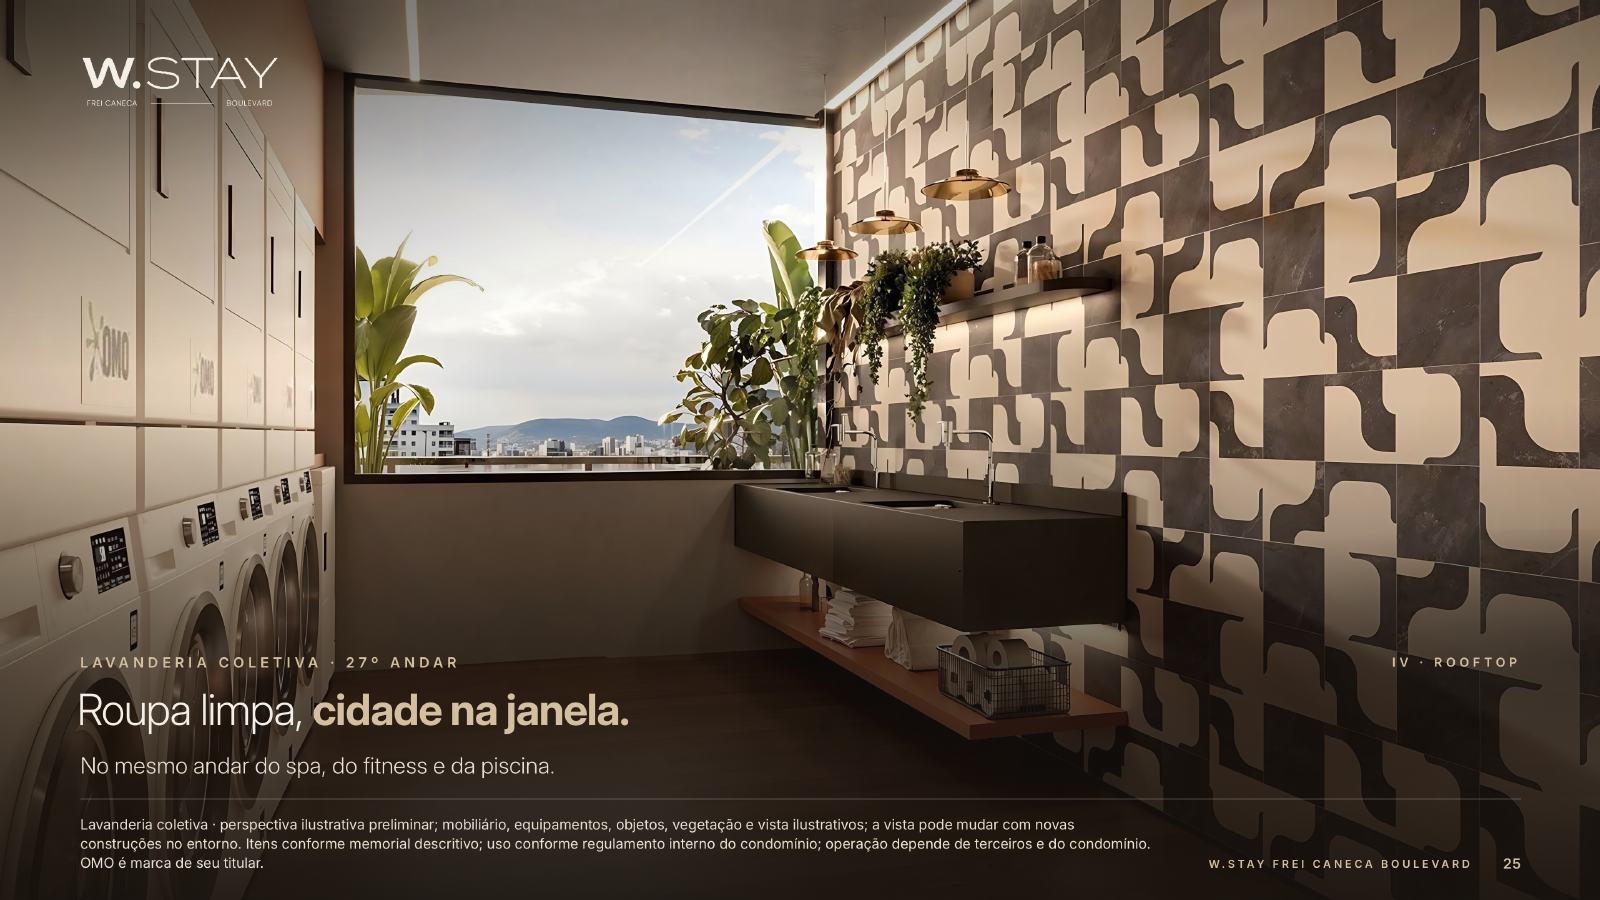 W.STAY
FREI CANECA BOULEVARD
OMO
OMO
LAVANDERIA COLETIVA · 27º ANDAR
IV · ROOFTOP
Roupa limpa, cidade na janela.
No mesmo andar do spa, do fitness e da piscina.
Lavanderia coletiva · perspectiva ilustrativa preliminar; mobiliário, equipamentos, objetos, vegetação e vista ilustrativos; a vista pode mudar com novas
construções no entorno. Itens conforme memorial descritivo; uso conforme regulamento interno do condomínio; operação depende de terceiros e do condomínio.
OMO é marca de seu titular.
W.STAY FREI CANECA BOULEVARD 25